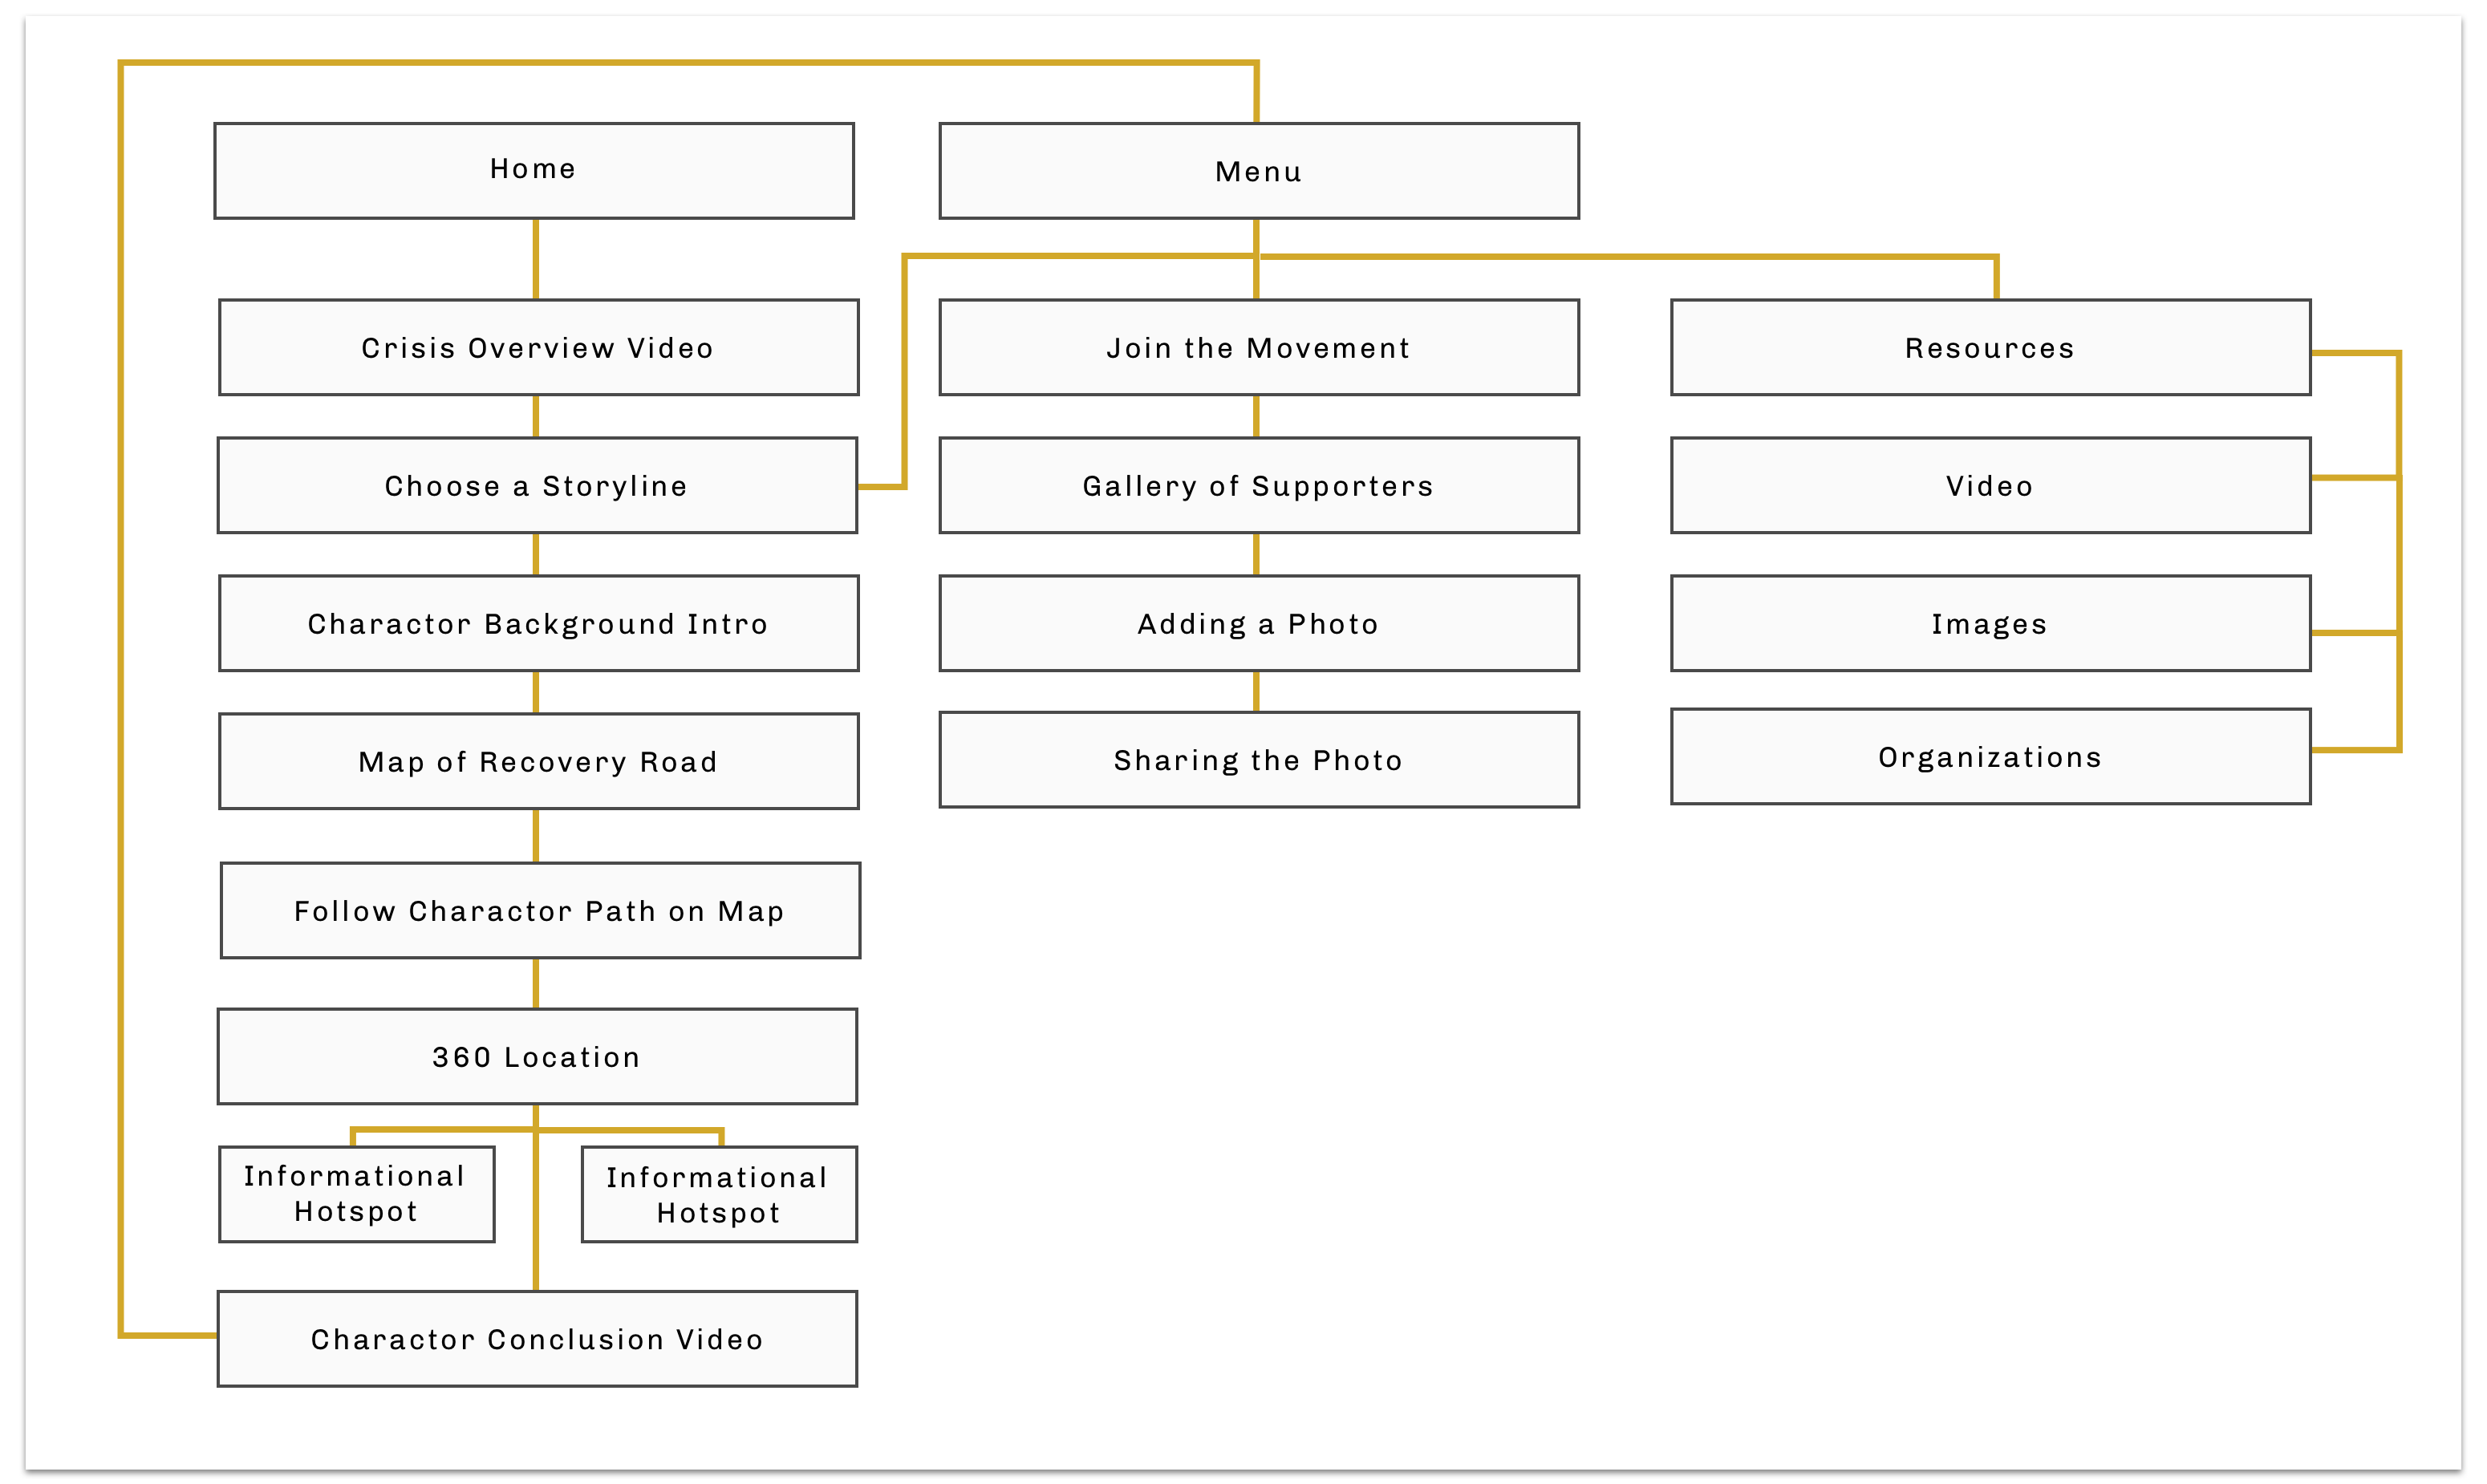 Home
Menu
Crisis Overview Video
Join the Movement
Resources
Choose a Storyline
Gallery of Supporters
Video
Charactor Background Intro
Adding a Photo
Images
Map of Recovery Road
Sharing the Photo
Organizations
Follow Charactor Path on Map
360 Location
Informational
Hotspot
Informational
Hotspot
Charactor Conclusion Video